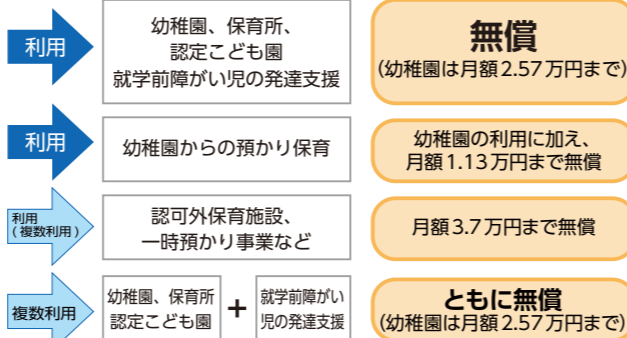 利用
幼稚園、保育所、
認定こども園
就学前障がい児の発達支援
無償
(幼稚園は月額2.57万円まで)
利用
幼稚園からの預かり保育
幼稚園の利用に加え、
月額1.13万円まで無償
利用
(複数利用)
認可外保育施設、
一時預かり事業など
月額3.7万円まで無償
複数利用
幼稚園、保育所
認定こども園
+
就学前障がい
児の発達支援
ともに無償
(幼稚園は月額2.57万円まで)